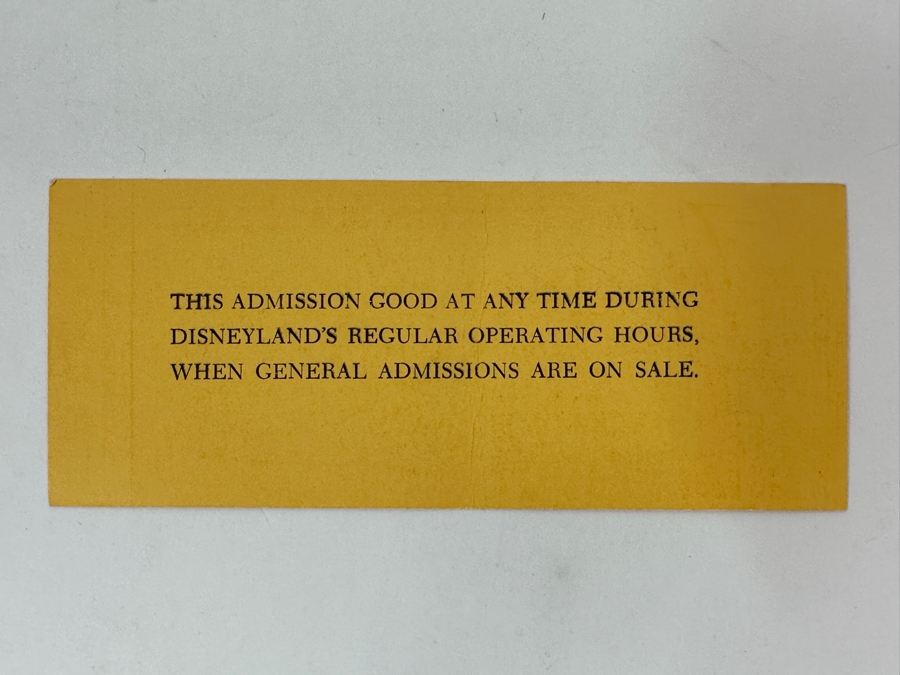 THIS ADMISSION GOOD AT ANY TIME DURING
DISNEYLAND'S REGULAR OPERATING HOURS,
WHEN GENERAL ADMISSIONS ARE ON SALE.